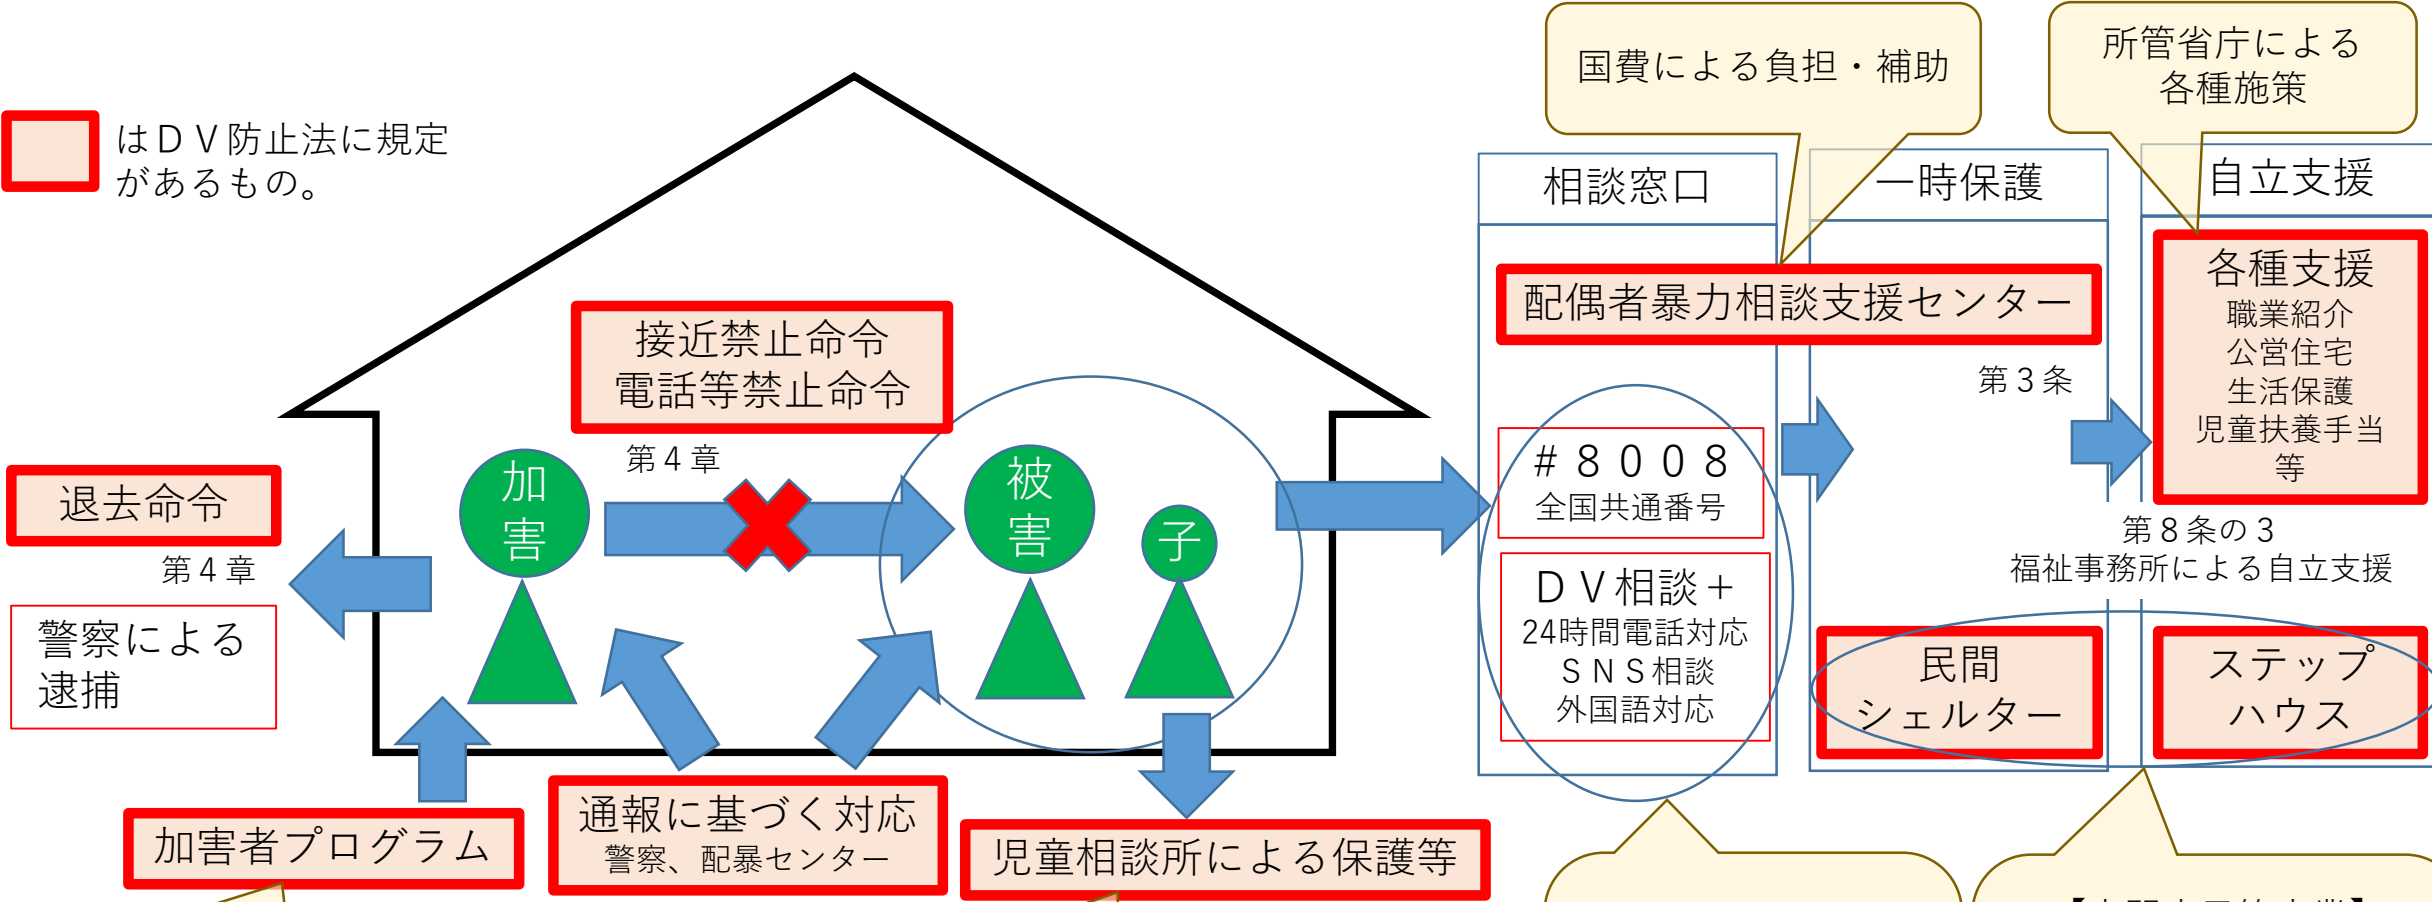 国費による負担・補助
所管省庁による
各種施策
はＤＶ防止法に規定
があるもの。
相談窓口
一時保護
自立支援
配偶者暴力相談支援センター
第３条
各種支援
職業紹介
公営住宅
生活保護
児童扶養手当
等
接近禁止命令
電話等禁止命令
第４章
加
害
被
害
子
退去命令
第４章
警察による
逮捕
＃８００８
全国共通番号
ＤＶ相談＋
24時間電話対応
ＳＮＳ相談
外国語対応
第８条の３
福祉事務所による自立支援
民間
シェルター
ステップ
ハウス
加害者プログラム
通報に基づく対応
警察、配暴センター
児童相談所による保護等